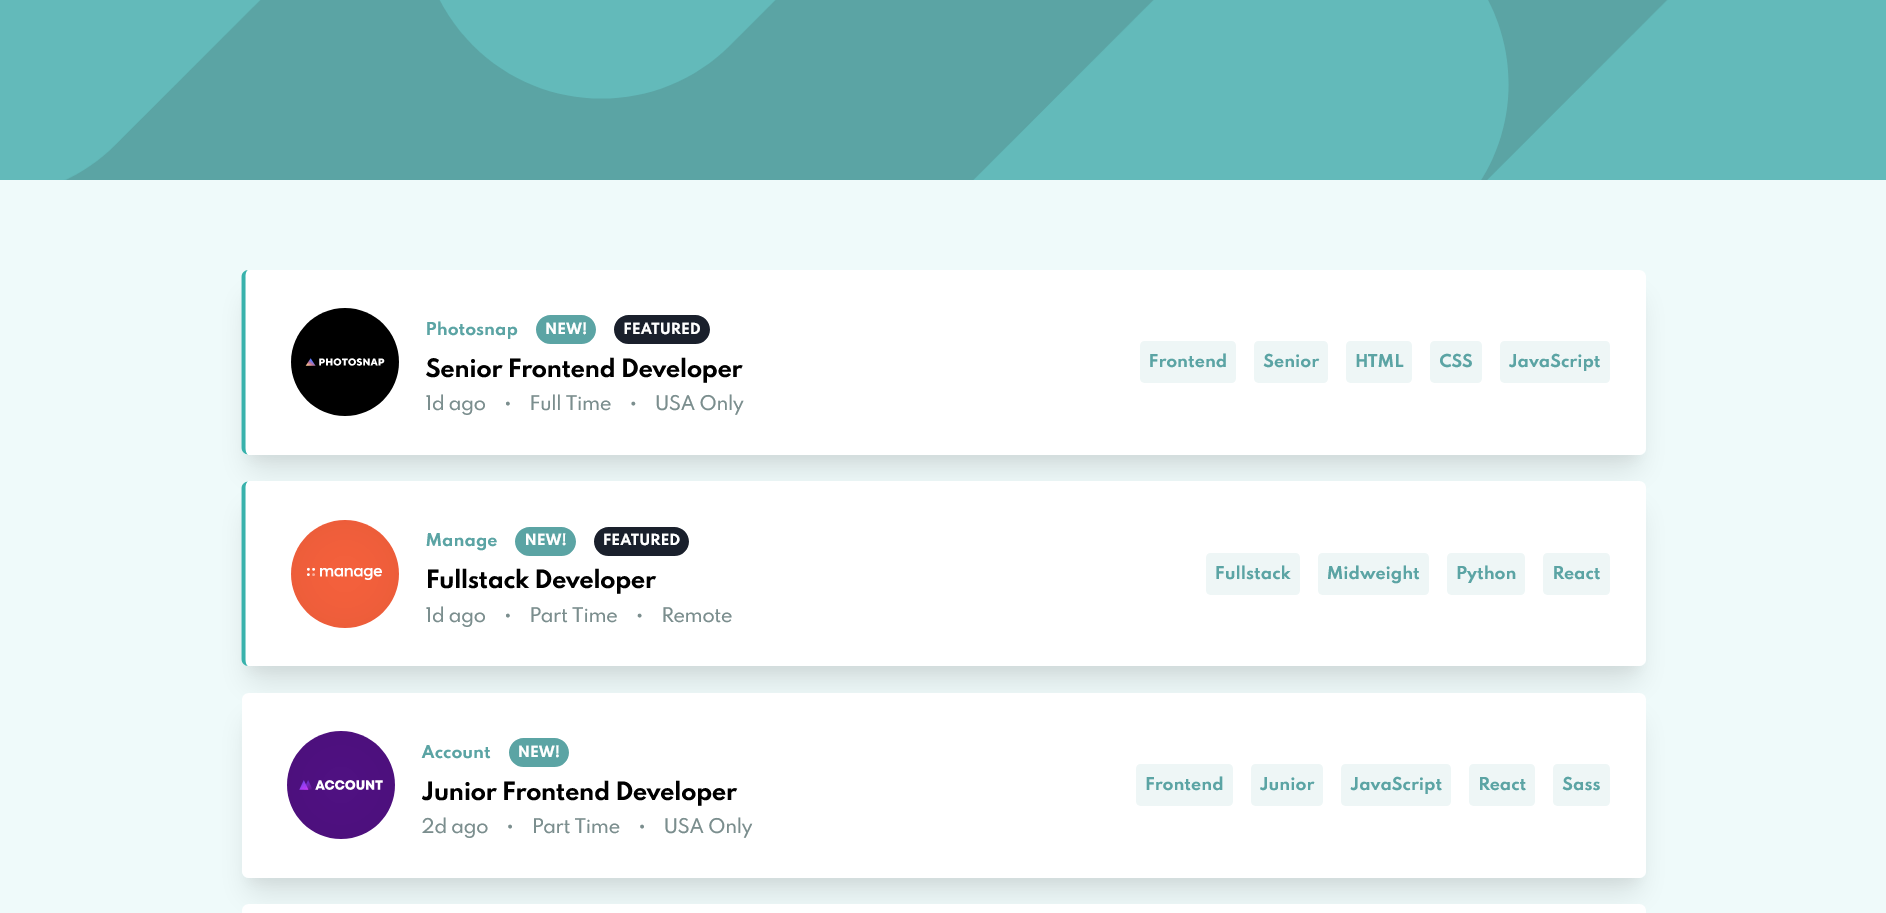 PHOTOSNAP
Photosnap NEW! FEATURED
Senior Frontend Developer
1d ago • Full Time • USA Only
Frontend Senior HTML CSS JavaScript
manage
Manage NEW! FEATURED
Fullstack Developer
1d ago • Part Time • Remote
Fullstack Midweight Python React
ACCOUNT
Account NEW!
Junior Frontend Developer
2d ago • Part Time • USA Only
Frontend Junior JavaScript React Sass